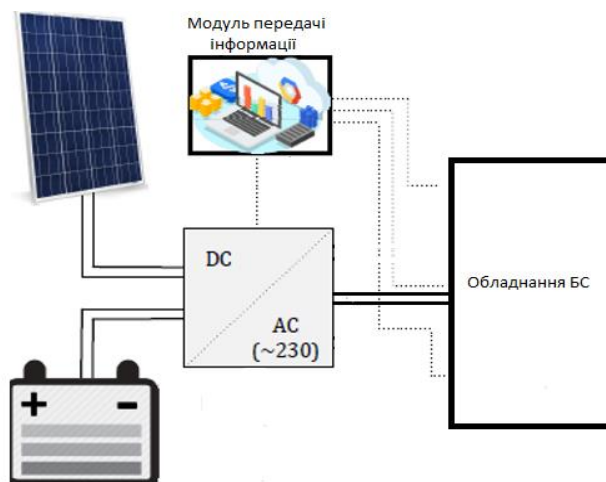 Модуль передачі
інформації
DC
AC
(~230)
Обладнання БС
+ -